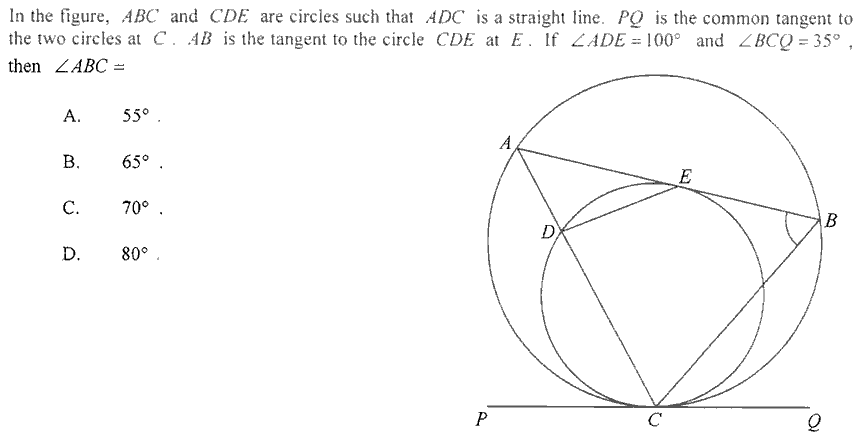 In the figure, ABC and CDE are circles such that ADC is a straight line. PQ is the common tangent to
the two circles at C . AB is the tangent to the circle CDE at E . If ∠ADE = 100° and ∠BCQ = 35° ,
then ∠ABC =
A. 55° .
B. 65° .
C. 70° .
D. 80° .
A
E
B
D
P
C
Q